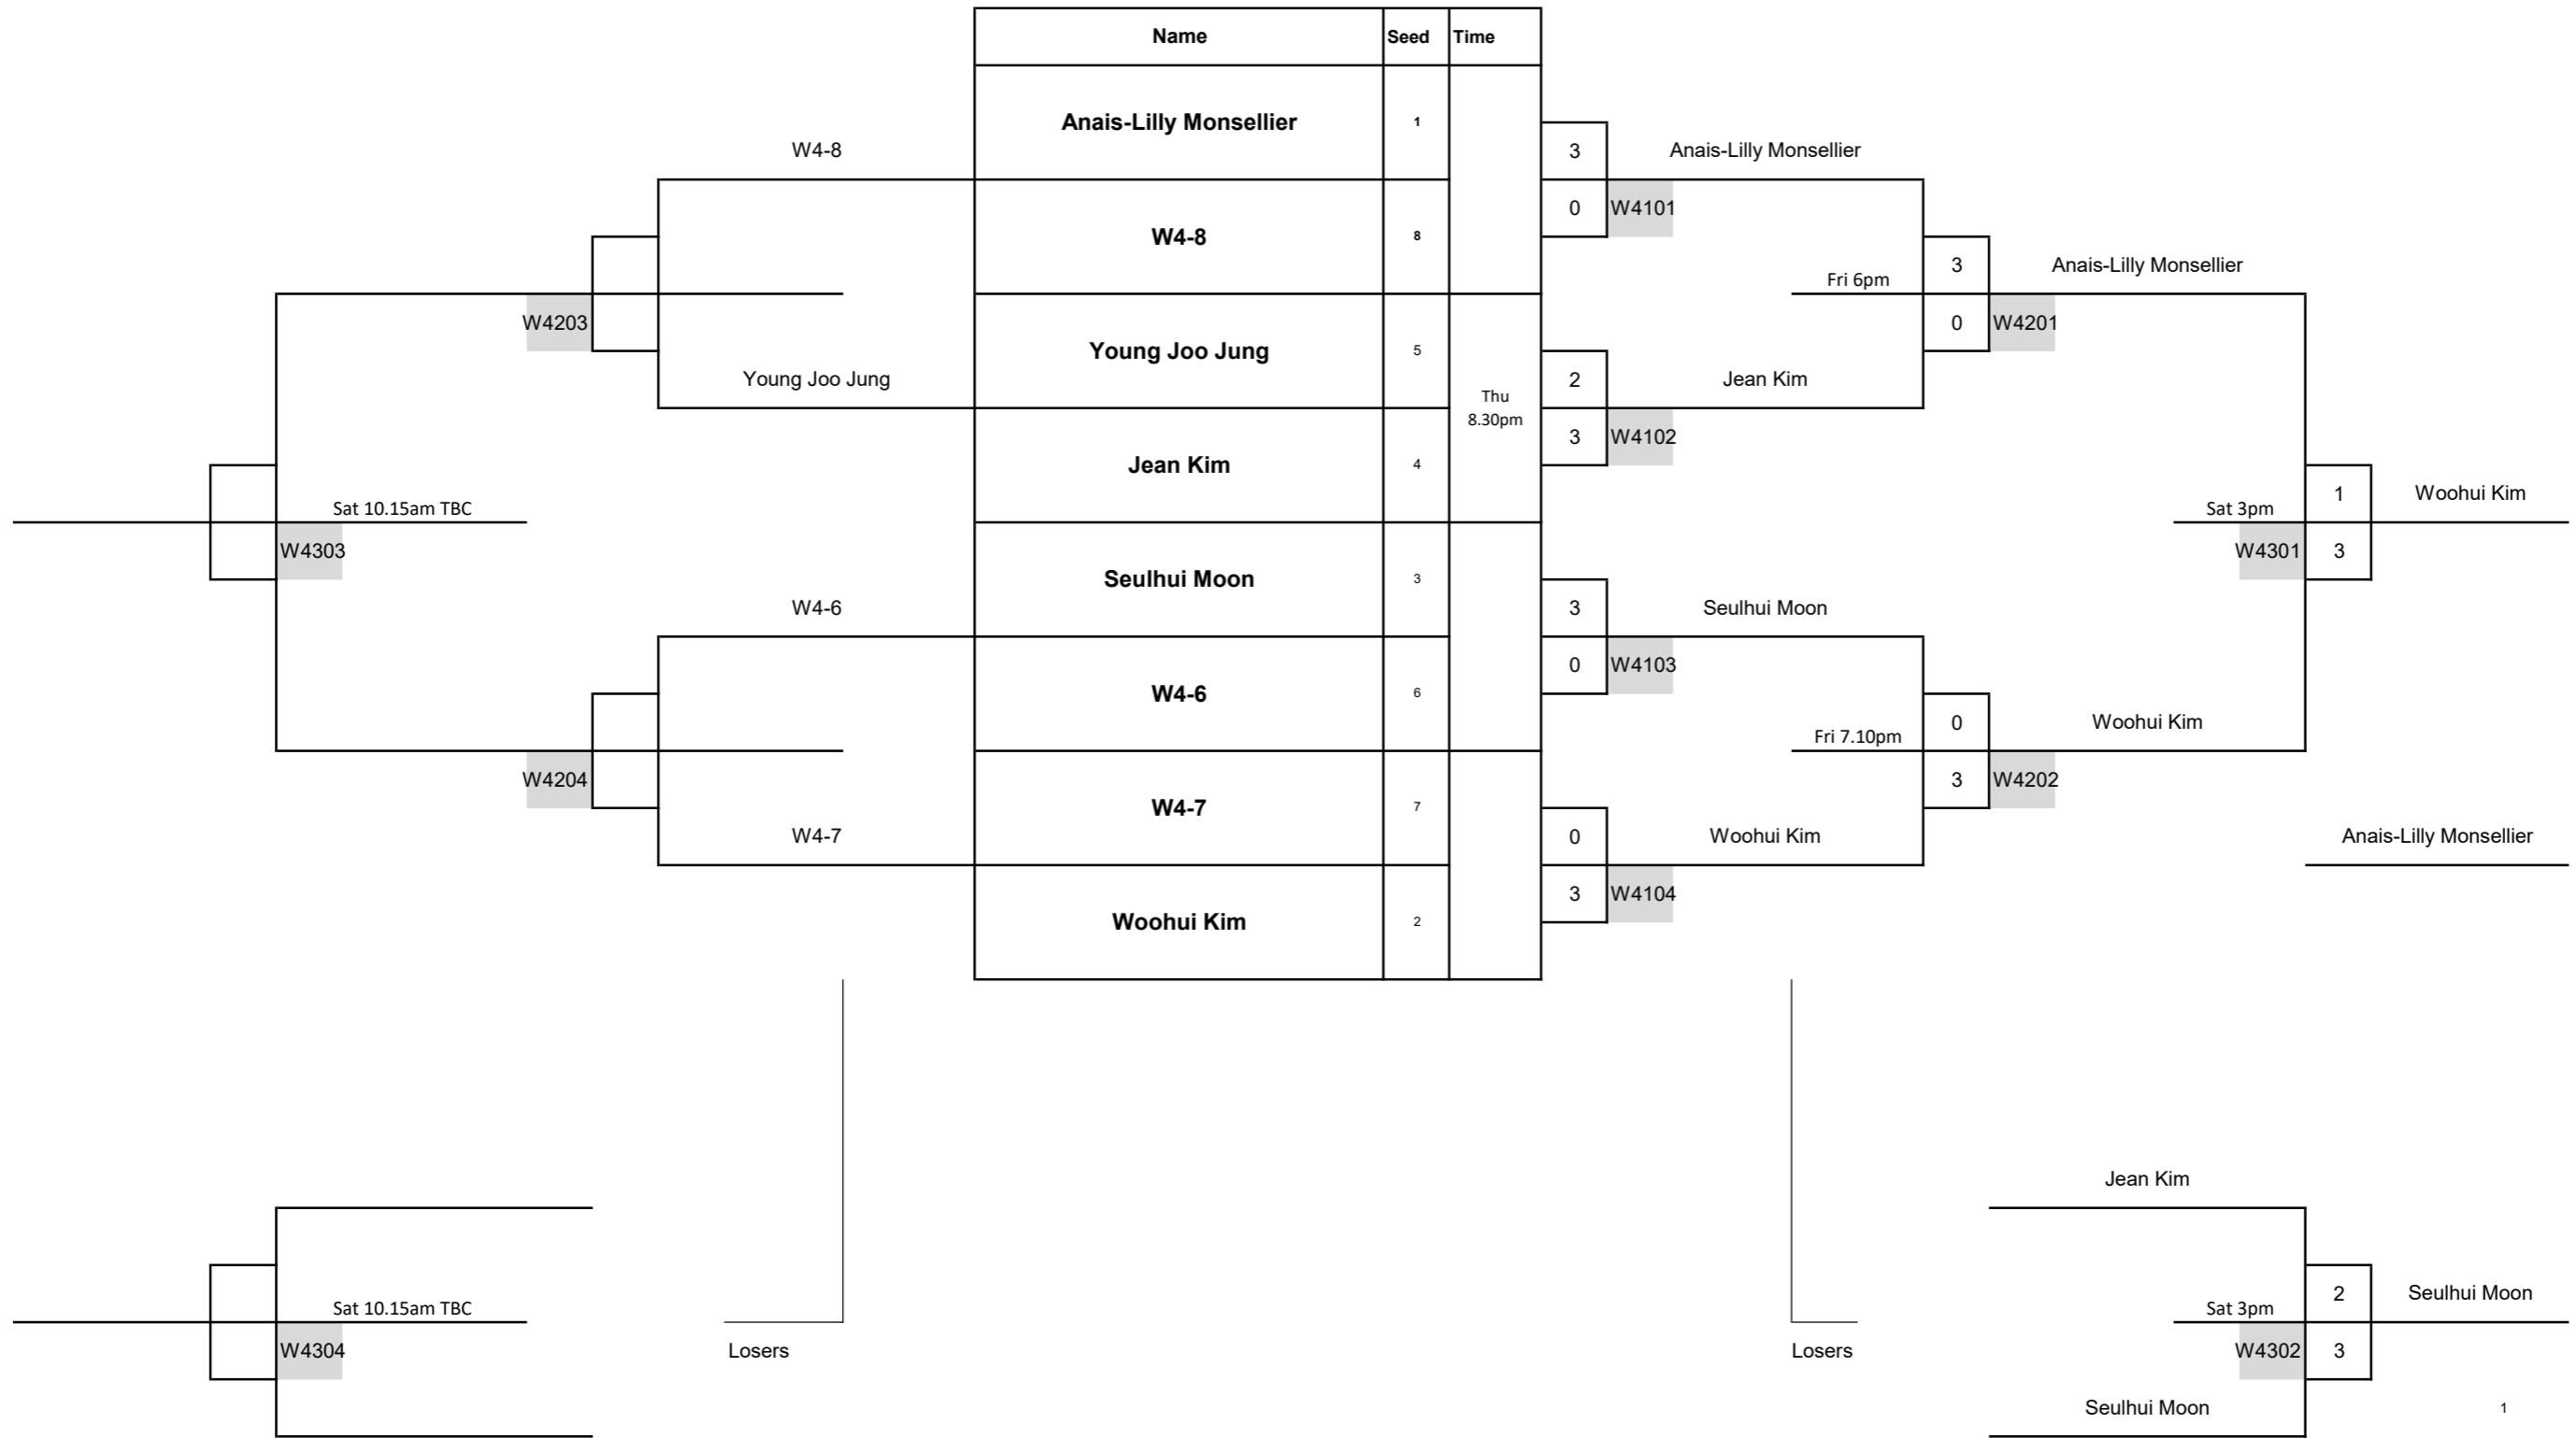 Name Seed Time
Anais-Lilly Monsellier 1
W4-8 3 Anais-Lilly Monsellier
0 W4101
W4-8 8
3 Anais-Lilly Monsellier
Fri 6pm
W4203 0 W4201
Young Joo Jung 5
Young Joo Jung 2 Jean Kim
Thu
8.30pm
3 W4102
Jean Kim 4
1 Woohui Kim
Sat 10.15am TBC Sat 3pm
W4303 W4301 3
Seulhui Moon 3
W4-6 3 Seulhui Moon
0 W4103
W4-6 6
0 Woohui Kim
Fri 7.10pm
W4204 3 W4202
W4-7 7
W4-7 0 Woohui Kim Anais-Lilly Monsellier
3 W4104
Woohui Kim 2
Jean Kim
2 Seulhui Moon
Sat 10.15am TBC Sat 3pm
W4304 Losers Losers W4302 3
Seulhui Moon 1